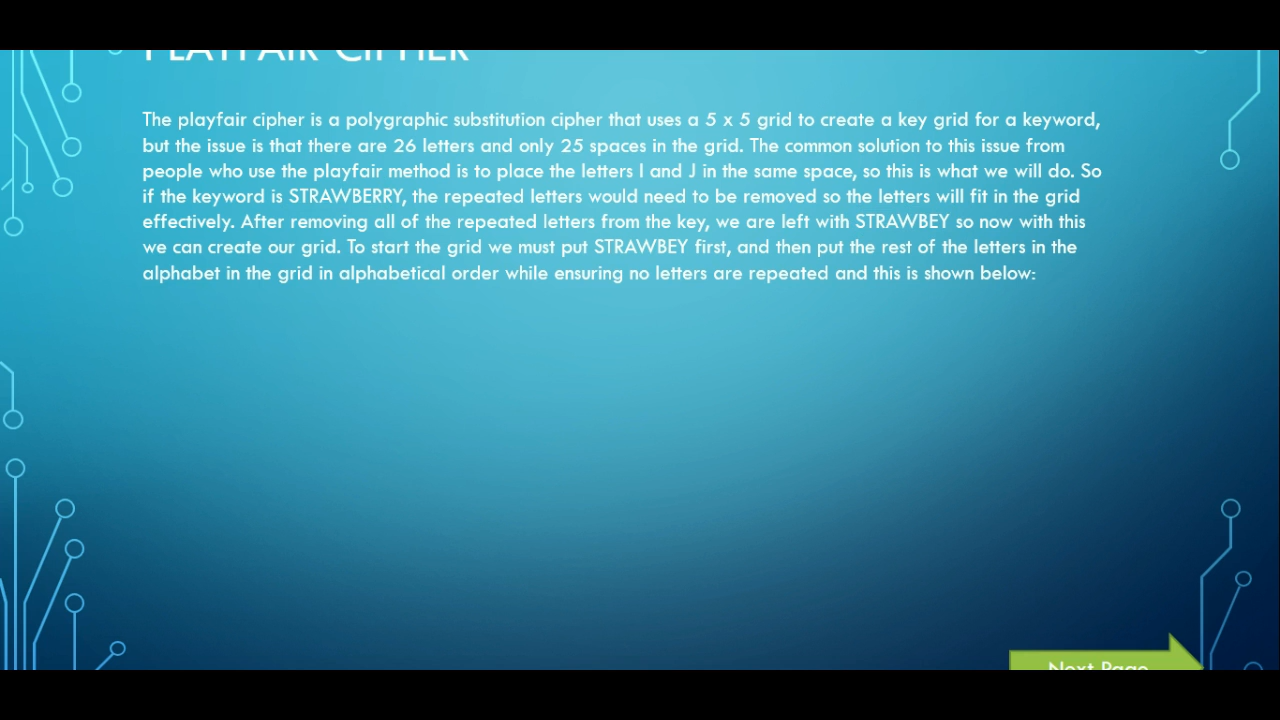 PLAYFAIR CIPHER
The playfair cipher is a polygraphic substitution cipher that uses a 5 x 5 grid to create a key grid for a keyword,
but the issue is that there are 26 letters and only 25 spaces in the grid. The common solution to this issue from
people who use the playfair method is to place the letters I and J in the same space, so this is what we will do. So
if the keyword is STRAWBERRY, the repeated letters would need to be removed so the letters will fit in the grid
effectively. After removing all of the repeated letters from the key, we are left with STRAWBEY so now with this
we can create our grid. To start the grid we must put STRAWBEY first, and then put the rest of the letters in the
alphabet in the grid in alphabetical order while ensuring no letters are repeated and this is shown below:
Next Page